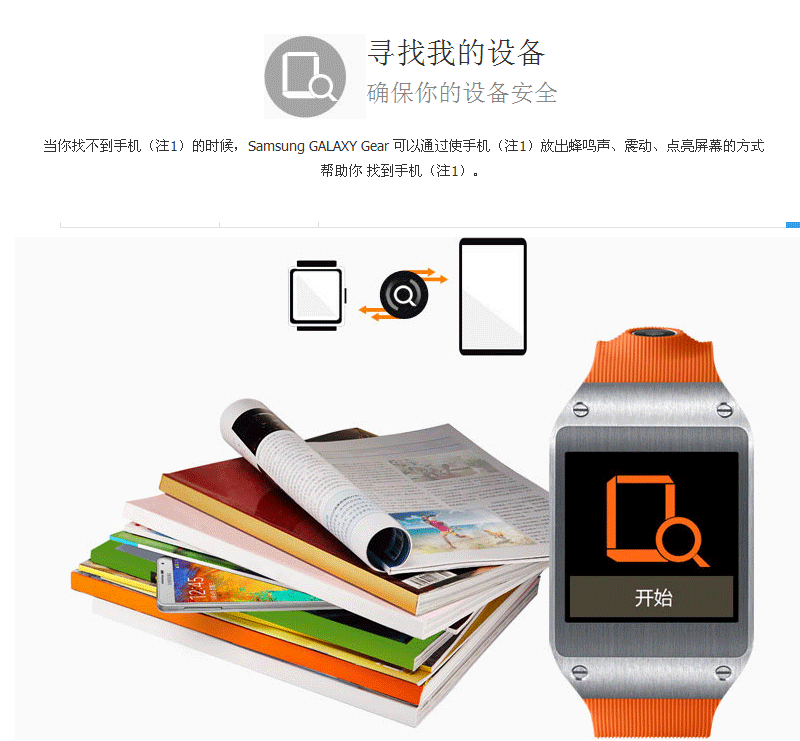 寻找我的设备
确保你的设备安全
当你找不到手机（注1）的时候，Samsung GALAXY Gear 可以通过使手机（注1）放出蜂鸣声、震动、点亮屏幕的方式
帮助你 找到手机（注1）。
12:45
开始